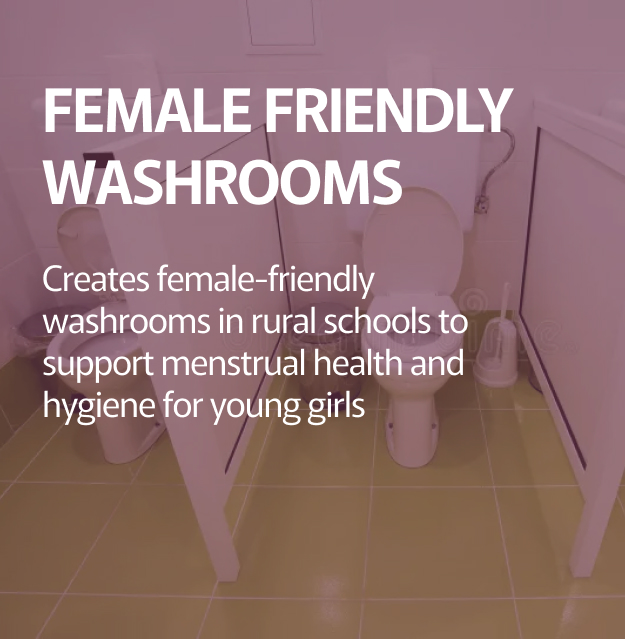 FEMALE FRIENDLY
WASHROOMS
Creates female-friendly
washrooms in rural schools to
support menstrual health and
hygiene for young girls